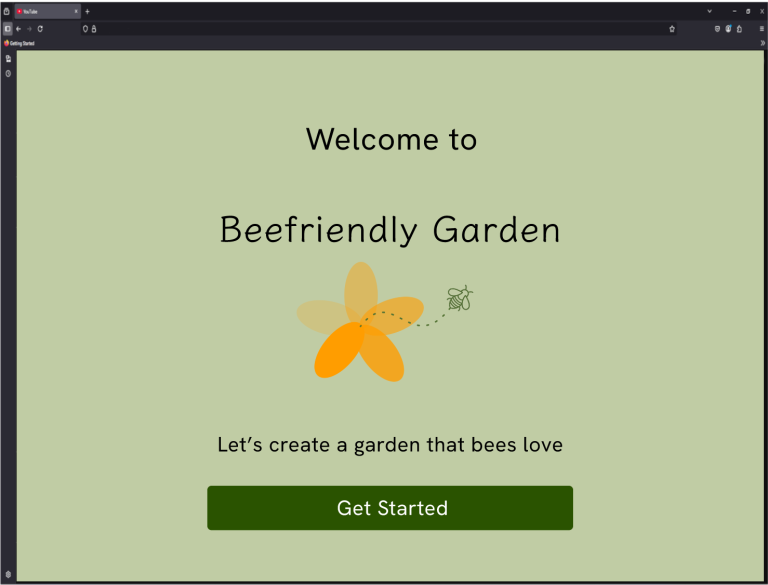 YouTube
Getting Started
Welcome to
Beefriendly Garden
Let's create a garden that bees love
Get Started